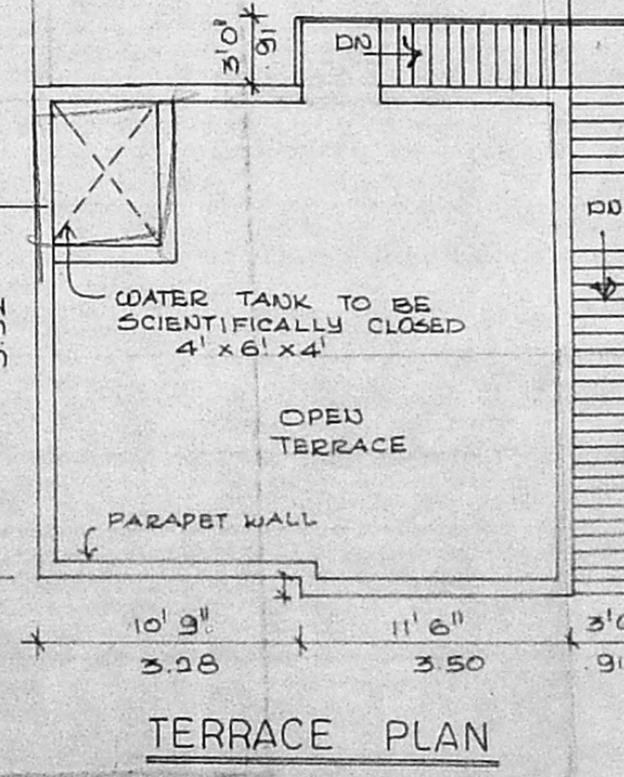 3'0"
.91
DN
DN
WATER TANK TO BE
SCIENTIFICALLY CLOSED
4' x 6' x 4'
OPEN
TERRACE
PARAPET WALL
10' 9"
11' 6"
3.28
3.50
.91
TERRACE PLAN